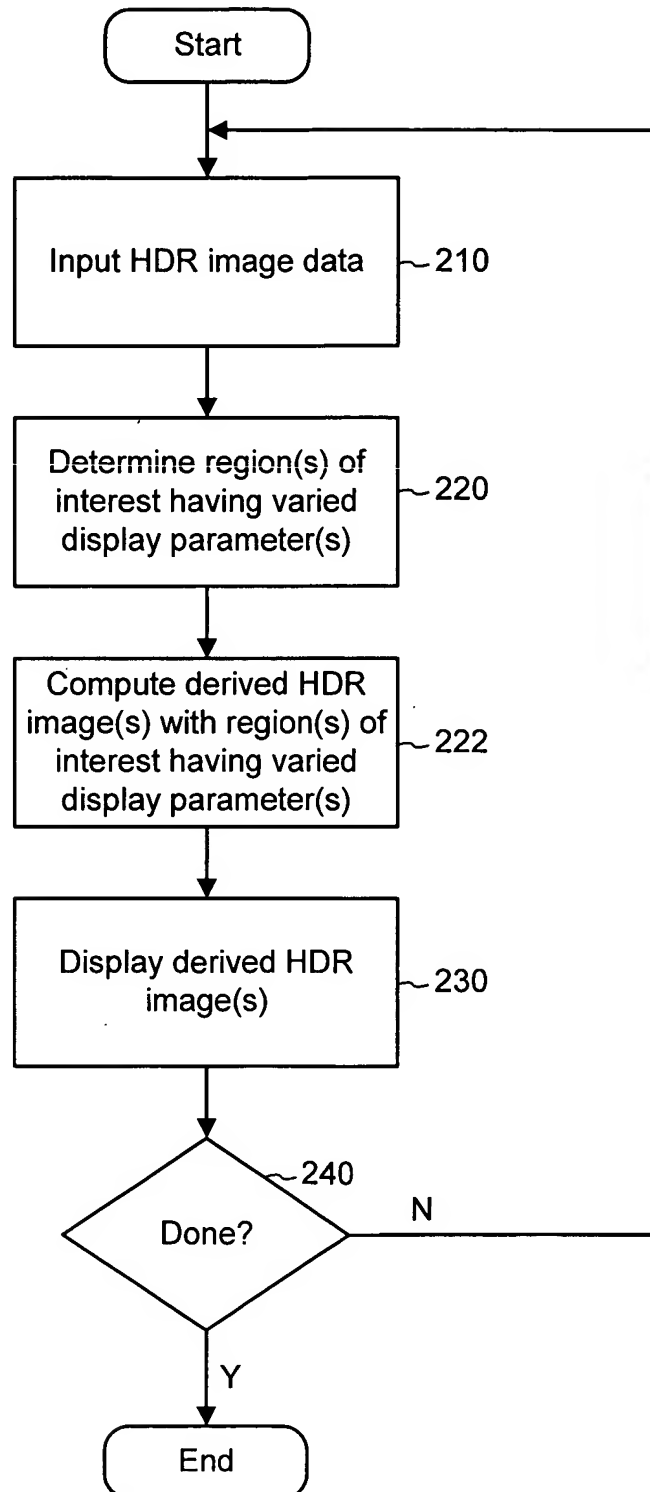 Start
Input HDR image data
210
Determine region(s) of
interest having varied
display parameter(s)
220
Compute derived HDR
image(s) with region(s) of
interest having varied
display parameter(s)
222
Display derived HDR
image(s)
230
240
Done?
N
Y
End